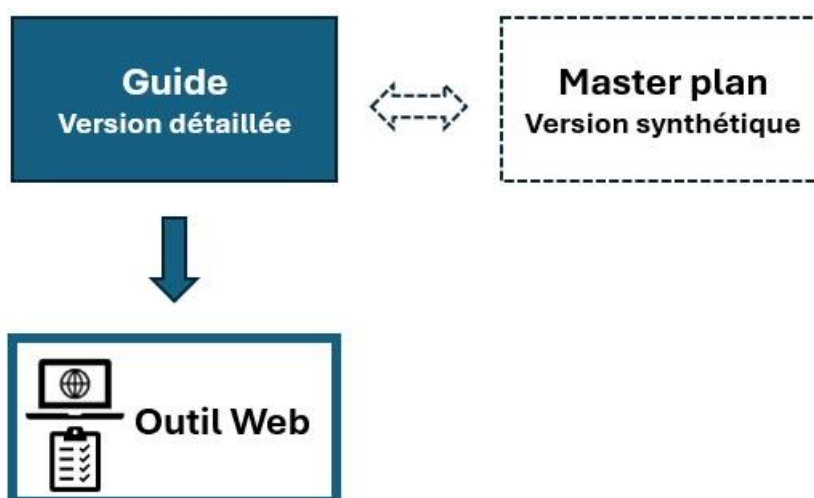 Guide
Version détaillée
Master plan
Version synthétique
Outil Web